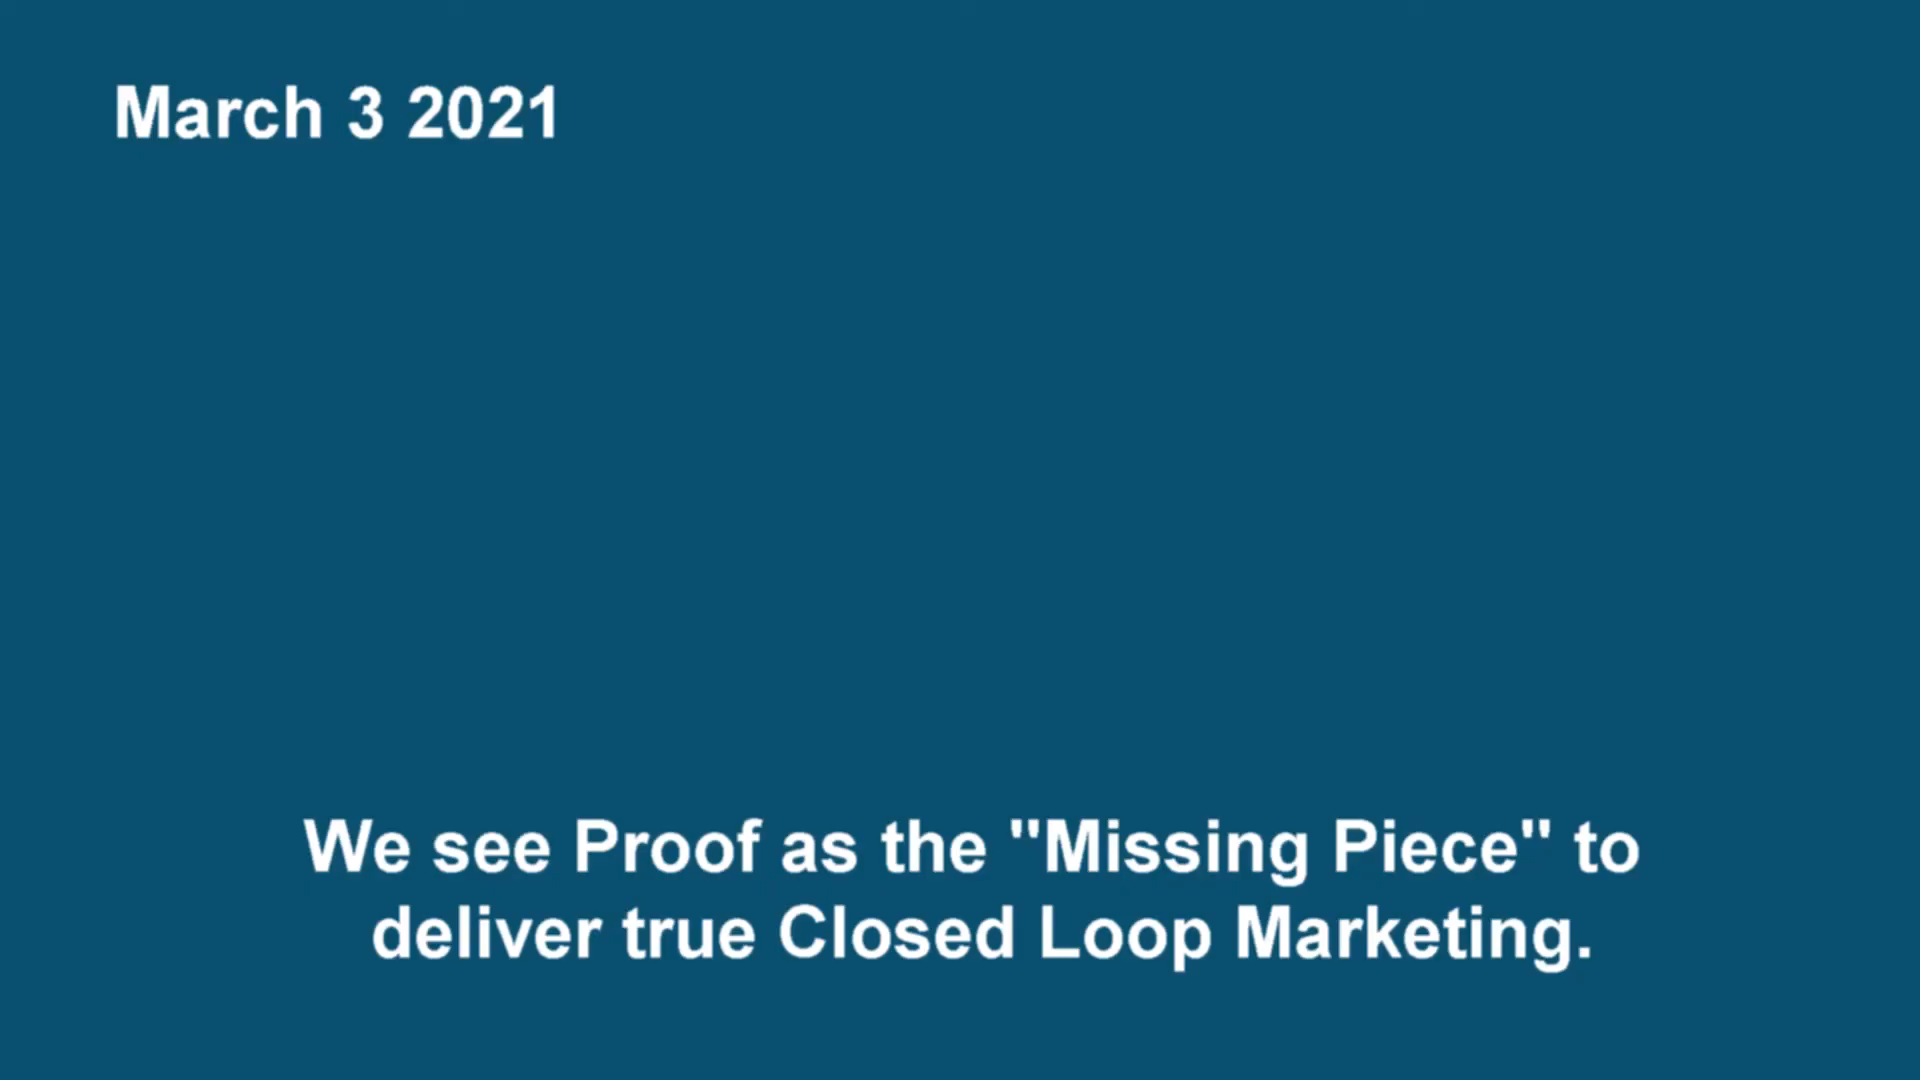 March 3 2021
We see Proof as the "Missing Piece" to
deliver true Closed Loop Marketing.